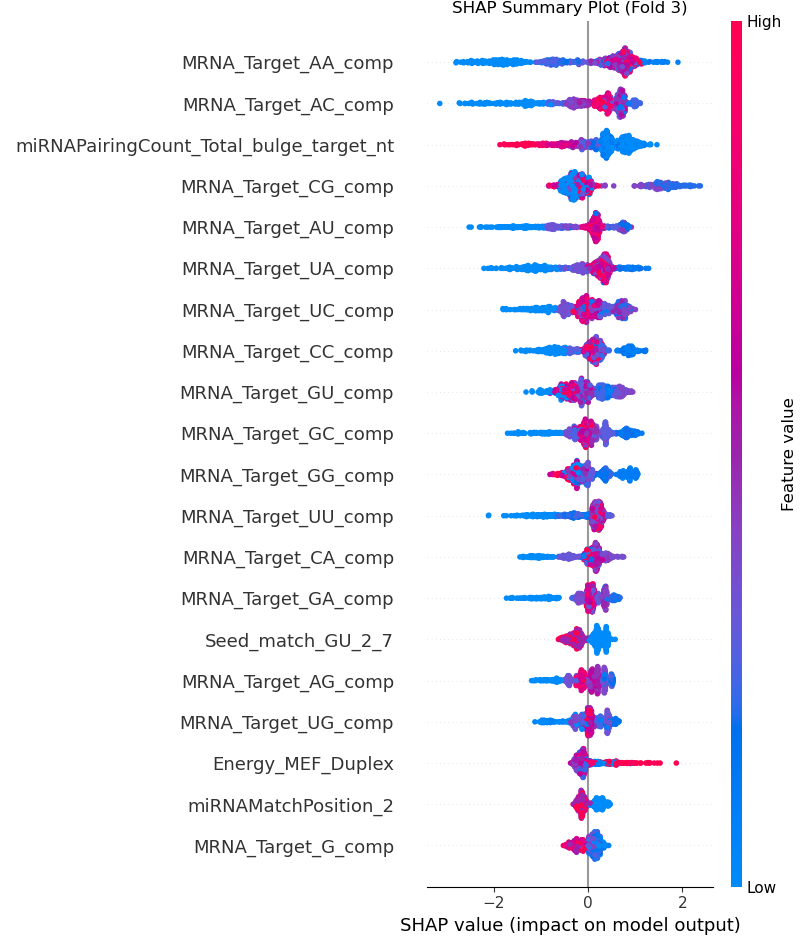 SHAP Summary Plot (Fold 3)
High
MRNA_Target_AA_comp
MRNA_Target_AC_comp
miRNAPairingCount_Total_bulge_target_nt
MRNA_Target_CG_comp
MRNA_Target_AU_comp
MRNA_Target_UA_comp
MRNA_Target_UC_comp
MRNA_Target_CC_comp
MRNA_Target_GU_comp
MRNA_Target_GC_comp
MRNA_Target_GG_comp
MRNA_Target_UU_comp
MRNA_Target_CA_comp
MRNA_Target_GA_comp
Seed_match_GU_2_7
MRNA_Target_AG_comp
MRNA_Target_UG_comp
Energy_MEF_Duplex
miRNAMatchPosition_2
MRNA_Target_G_comp
Feature value
Low
−2 0 2
SHAP value (impact on model output)